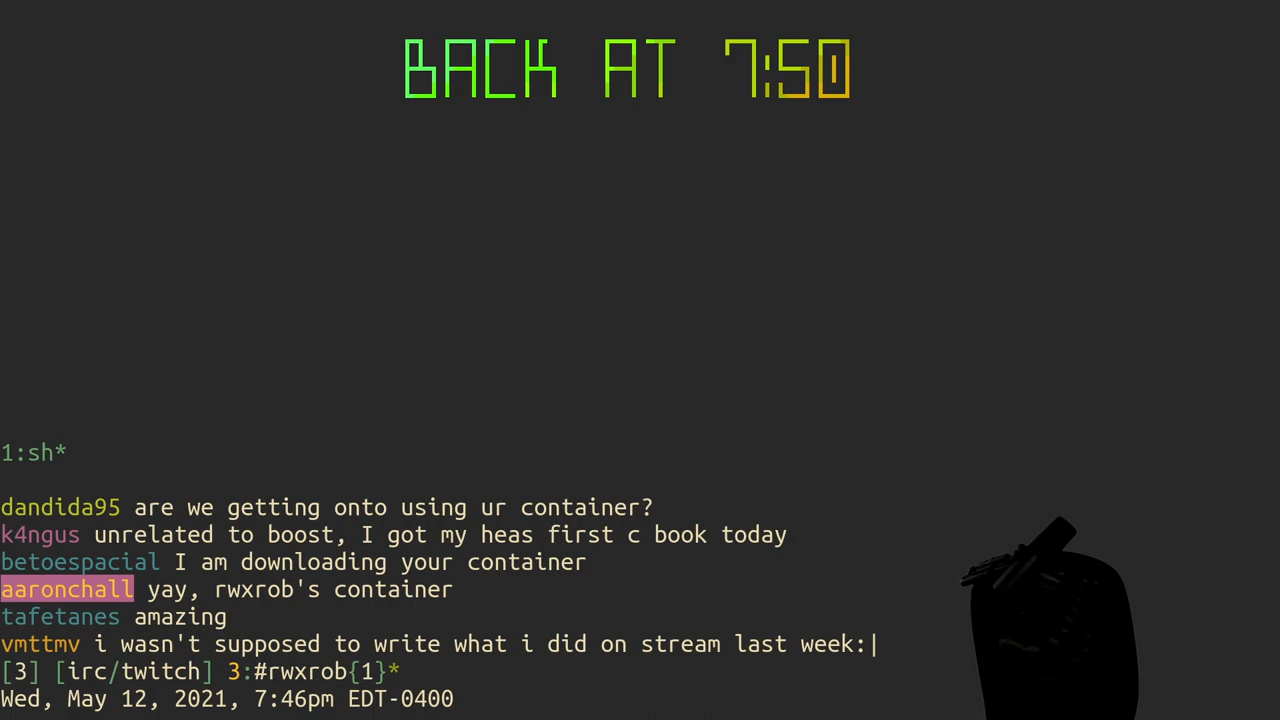 BACK AT 7:50
1:sh*
dandida95 are we getting onto using ur container?
k4ngus unrelated to boost, I got my heas first c book today
betoespacial I am downloading your container
aaronchall yay, rwxrob's container
tafetanes amazing
vmttmv i wasn't supposed to write what i did on stream last week:|
[3] [irc/twitch] 3:#rwxrob{1}*
Wed, May 12, 2021, 7:46pm EDT-0400